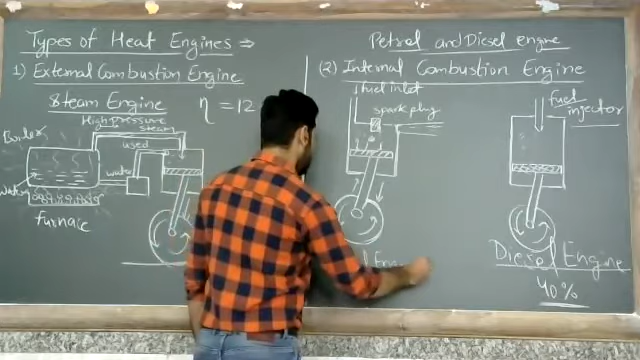 Types of Heat Engines ⇒
1) External Combustion Engine
Steam Engine
η = 12
High pressure
steam
used
Boiler
water
water
furnace
Petrol and Diesel engine
(2) Internal Combustion Engine
fuel inlet
spark plug
fuel
injector
Diesel Engine
40%